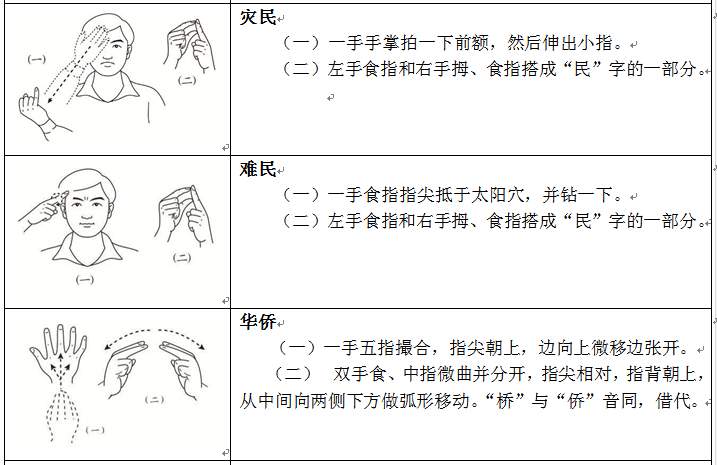 灾民
（一）一手手掌拍一下前额，然后伸出小指。
（二）左手食指和右手拇、食指搭成“民”字的一部分。
（一）
（二）
难民
（一）一手食指指尖抵于太阳穴，并钻一下。
（二）左手食指和右手拇、食指搭成“民”字的一部分。
（一）
（二）
华侨
（一）一手五指撮合，指尖朝上，边向上微移边张开。
（二） 双手食、中指微曲并分开，指尖相对，指背朝上，
从中间向两侧下方做弧形移动。“桥”与“侨”音同，借代。
（一）
（二）